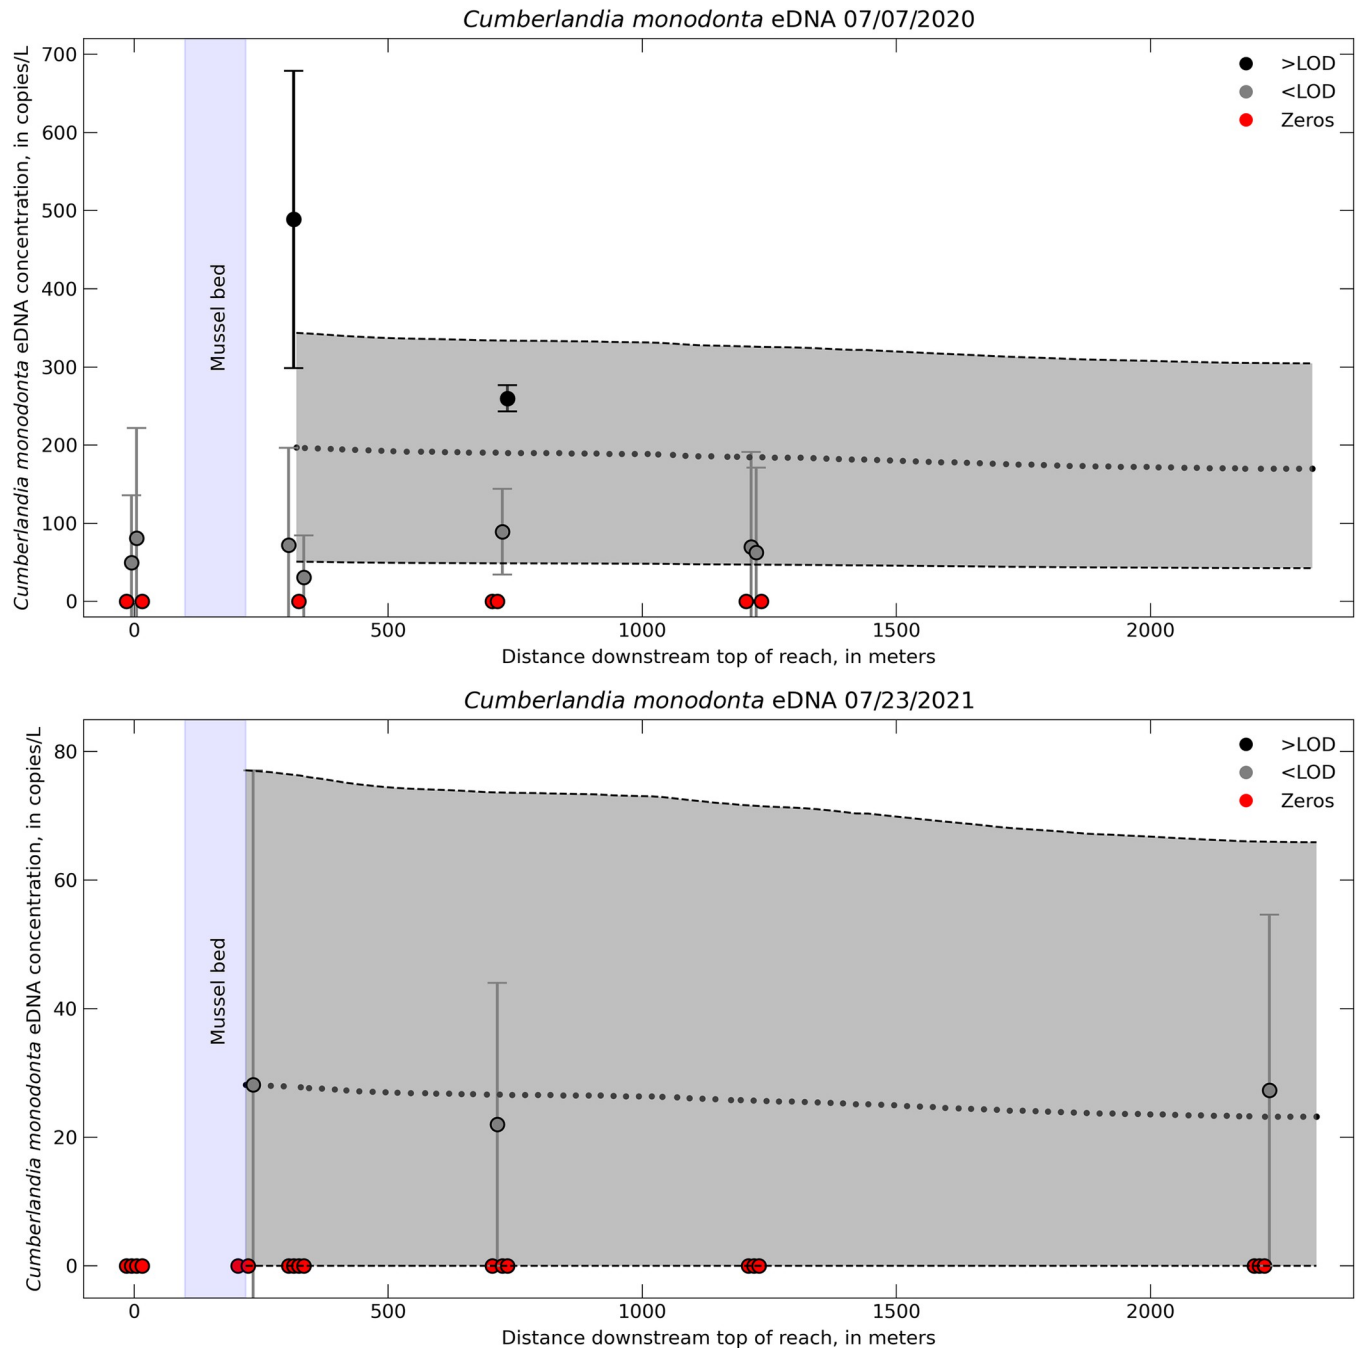 Cumberlandia monodonta eDNA 07/07/2020
Cumberlandia monodonta eDNA concentration, in copies/L
700
600
500
400
300
200
100
0
Mussel bed
>LOD
<LOD
Zeros
0
500
1000
1500
2000
Distance downstream top of reach, in meters
Cumberlandia monodonta eDNA 07/23/2021
Cumberlandia monodonta eDNA concentration, in copies/L
80
60
40
20
0
Mussel bed
>LOD
<LOD
Zeros
0
500
1000
1500
2000
Distance downstream top of reach, in meters